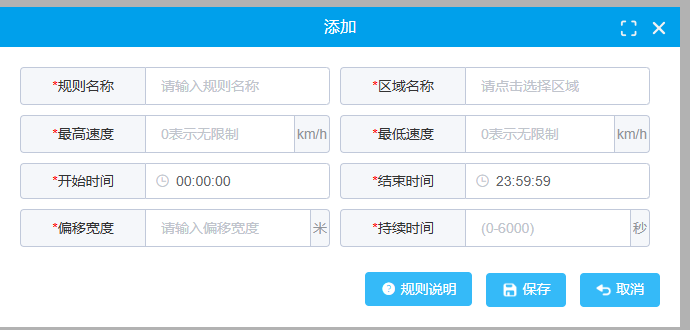 添加
*规则名称 请输入规则名称 *区域名称 请点击选择区域
*最高速度 0表示无限制 km/h *最低速度 0表示无限制 km/h
*开始时间 00:00:00 *结束时间 23:59:59
*偏移宽度 请输入偏移宽度 米 *持续时间 (0-6000) 秒
规则说明 保存 取消